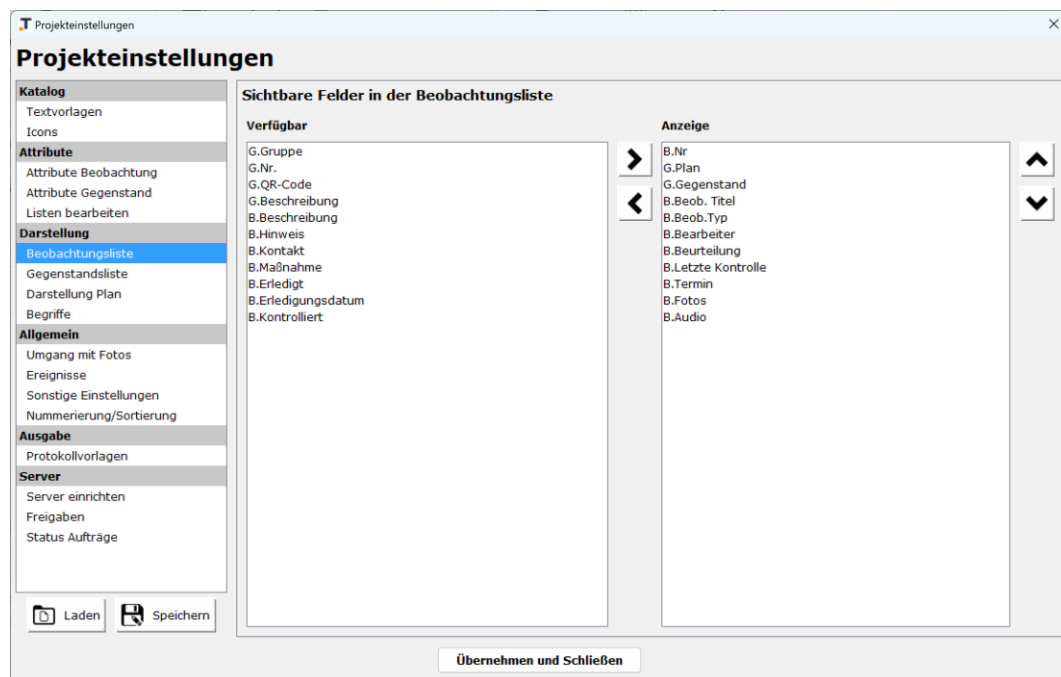 Projekteinstellungen
Projekteinstellungen
Katalog
Textvorlagen
Icons
Attribute
Attribute Beobachtung
Attribute Gegenstand
Listen bearbeiten
Darstellung
Beobachtungsliste
Gegenstandsliste
Darstellung Plan
Begriffe
Allgemein
Umgang mit Fotos
Ereignisse
Sonstige Einstellungen
Nummerierung/Sortierung
Ausgabe
Protokollvorlagen
Server
Server einrichten
Freigaben
Status Aufträge
Laden
Speichern
Sichtbare Felder in der Beobachtungsliste
Verfügbar
G.Gruppe
G.Nr.
G.QR-Code
G.Beschreibung
B.Beschreibung
B.Hinweis
B.Kontakt
B.Maßnahme
B.Erledigt
B.Erledigungsdatum
B.Kontrolliert
Anzeige
B.Nr
G.Plan
G.Gegenstand
B.Beob. Titel
B.Beob.Typ
B.Bearbeiter
B.Beurteilung
B.Letzte Kontrolle
B.Termin
B.Fotos
B.Audio
Übernehmen und Schließen